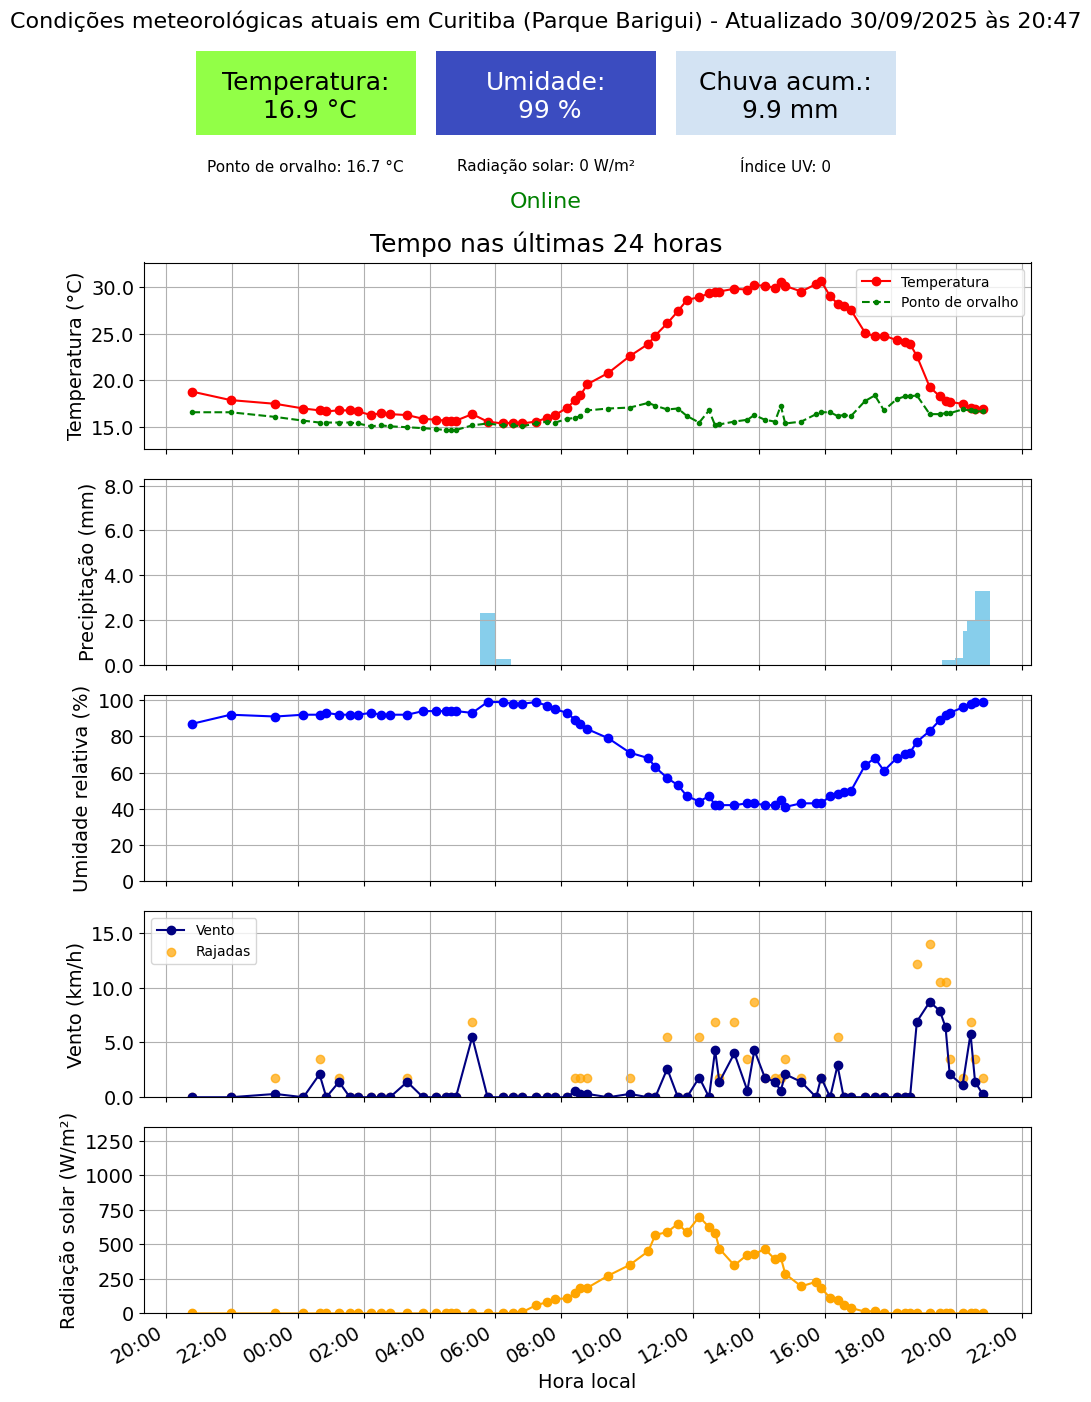 Condições meteorológicas atuais em Curitiba (Parque Barigui) - Atualizado 30/09/2025 às 20:47
Temperatura:
16.9 °C
Umidade:
99 %
Chuva acum.:
9.9 mm
Ponto de orvalho: 16.7 °C
Radiação solar: 0 W/m²
Índice UV: 0
Online
Tempo nas últimas 24 horas
Temperatura (°C)
30.0
25.0
20.0
15.0
Temperatura
Ponto de orvalho
Precipitação (mm)
8.0
6.0
4.0
2.0
0.0
Umidade relativa (%)
100
80
60
40
20
0
Vento (km/h)
15.0
10.0
5.0
0.0
Vento
Rajadas
Radiação solar (W/m²)
1250
1000
750
500
250
0
20:00
22:00
00:00
02:00
04:00
06:00
08:00
10:00
12:00
14:00
16:00
18:00
20:00
22:00
Hora local